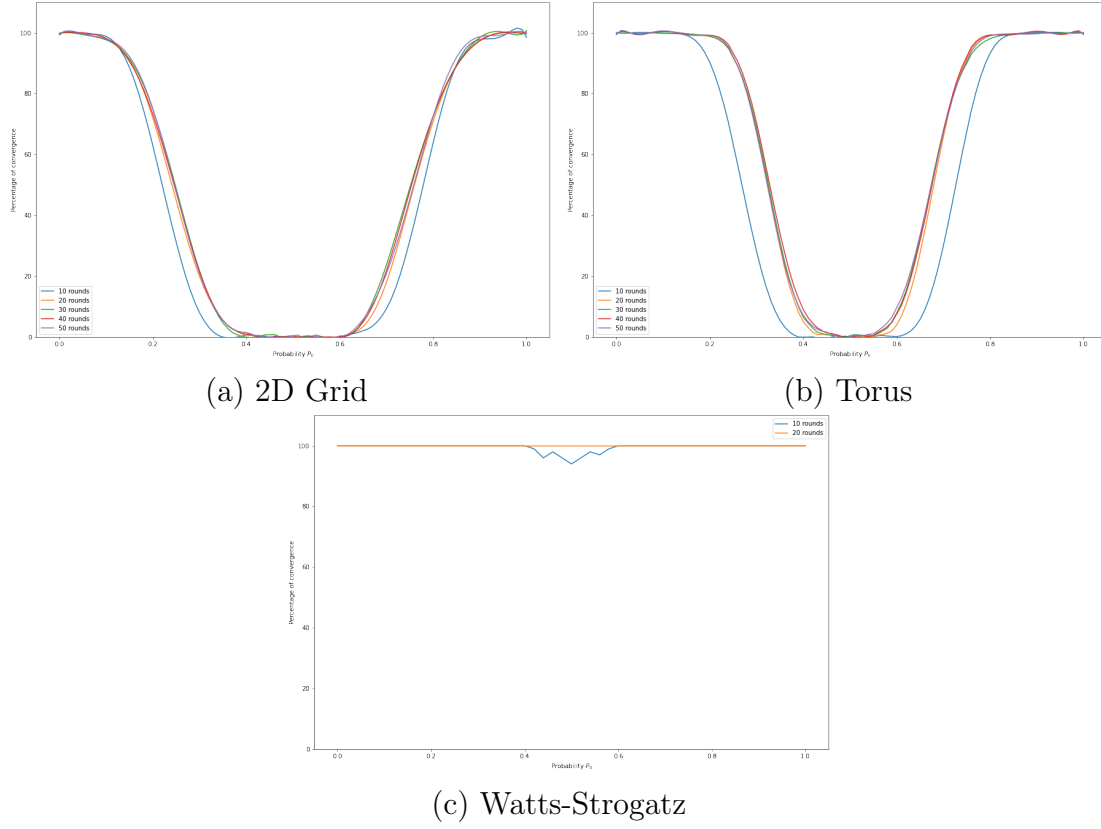 100
80
60
40
20
0
Percentage of convergence
10 rounds
20 rounds
30 rounds
40 rounds
50 rounds
0.0 0.2 0.4 0.6 0.8 1.0
Probability P₀
(a) 2D Grid
100
80
60
40
20
0
Percentage of convergence
10 rounds
20 rounds
30 rounds
40 rounds
50 rounds
0.0 0.2 0.4 0.6 0.8 1.0
Probability P₀
(b) Torus
100
80
60
40
20
0
Percentage of convergence
10 rounds
20 rounds
0.0 0.2 0.4 0.6 0.8 1.0
Probability P₀
(c) Watts-Strogatz